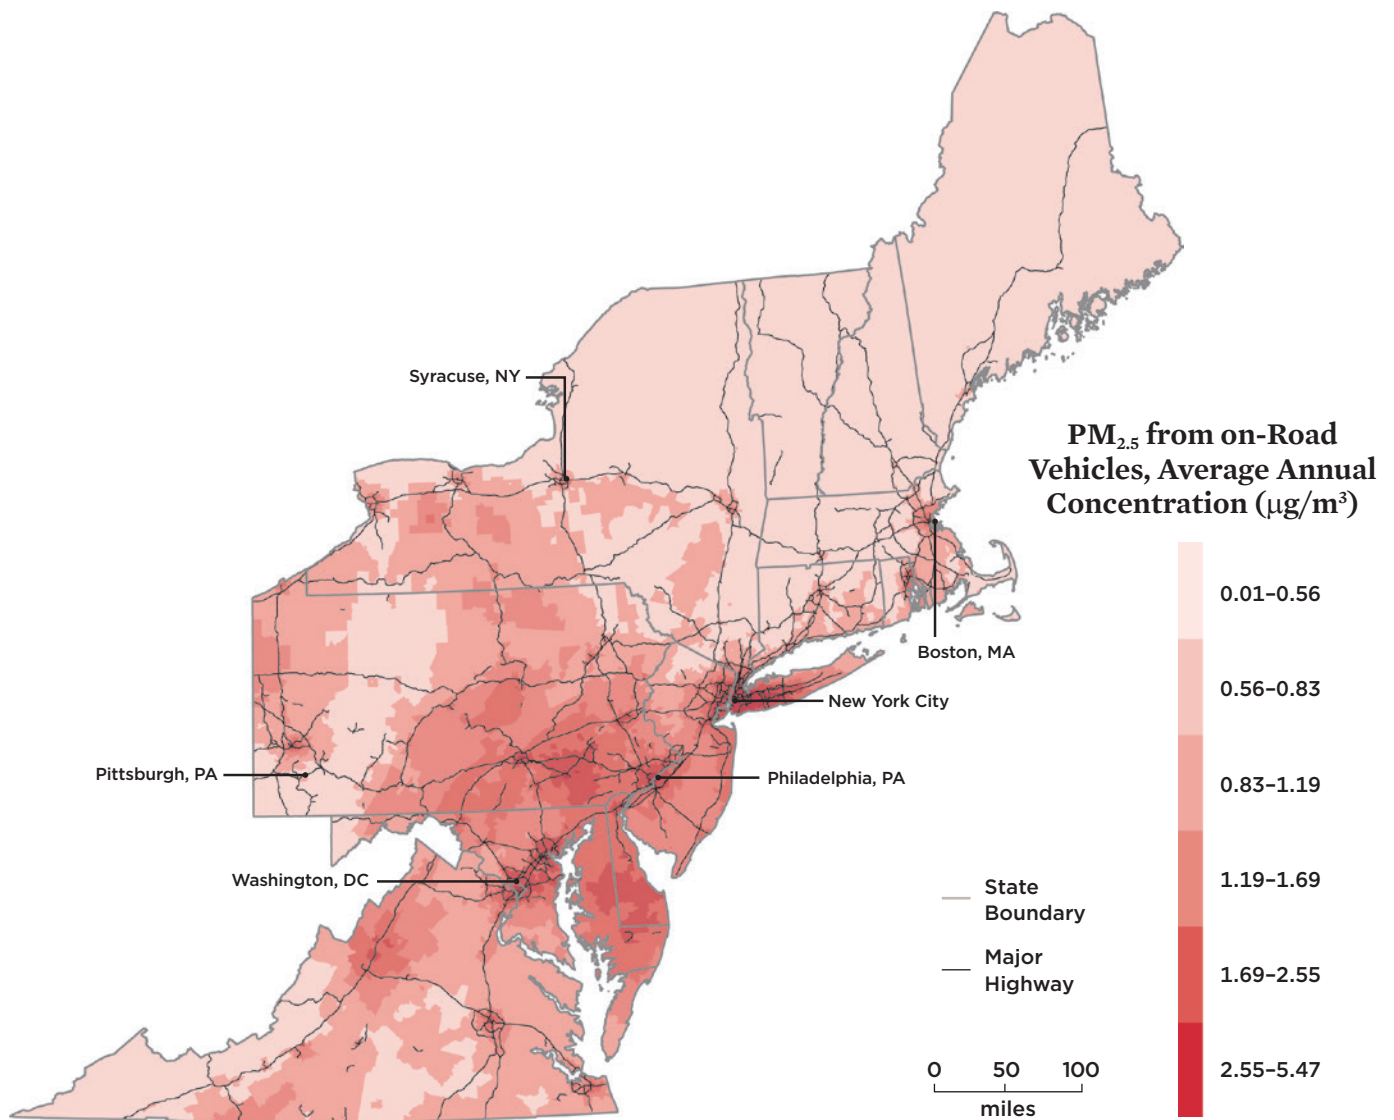 Syracuse, NY
PM2.5 from on-Road
Vehicles, Average Annual
Concentration (μg/m³)
0.01–0.56
Boston, MA
0.56–0.83
New York City
Pittsburgh, PA
Philadelphia, PA
0.83–1.19
Washington, DC
1.19–1.69
State
Boundary
Major
Highway
1.69–2.55
0 50 100
miles
2.55–5.47